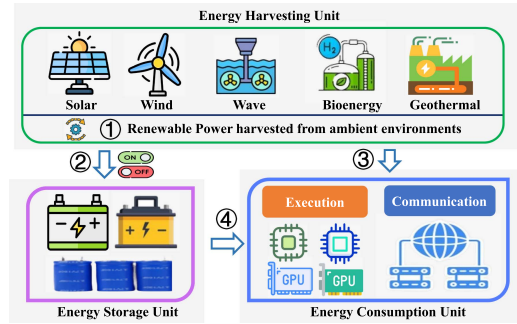 Energy Harvesting Unit
H₂
Solar
Wind
Wave
Bioenergy
Geothermal
① Renewable Power harvested from ambient environments
②
ON
OFF
③
Execution
Communication
④
GPU
GPU
Energy Storage Unit
Energy Consumption Unit